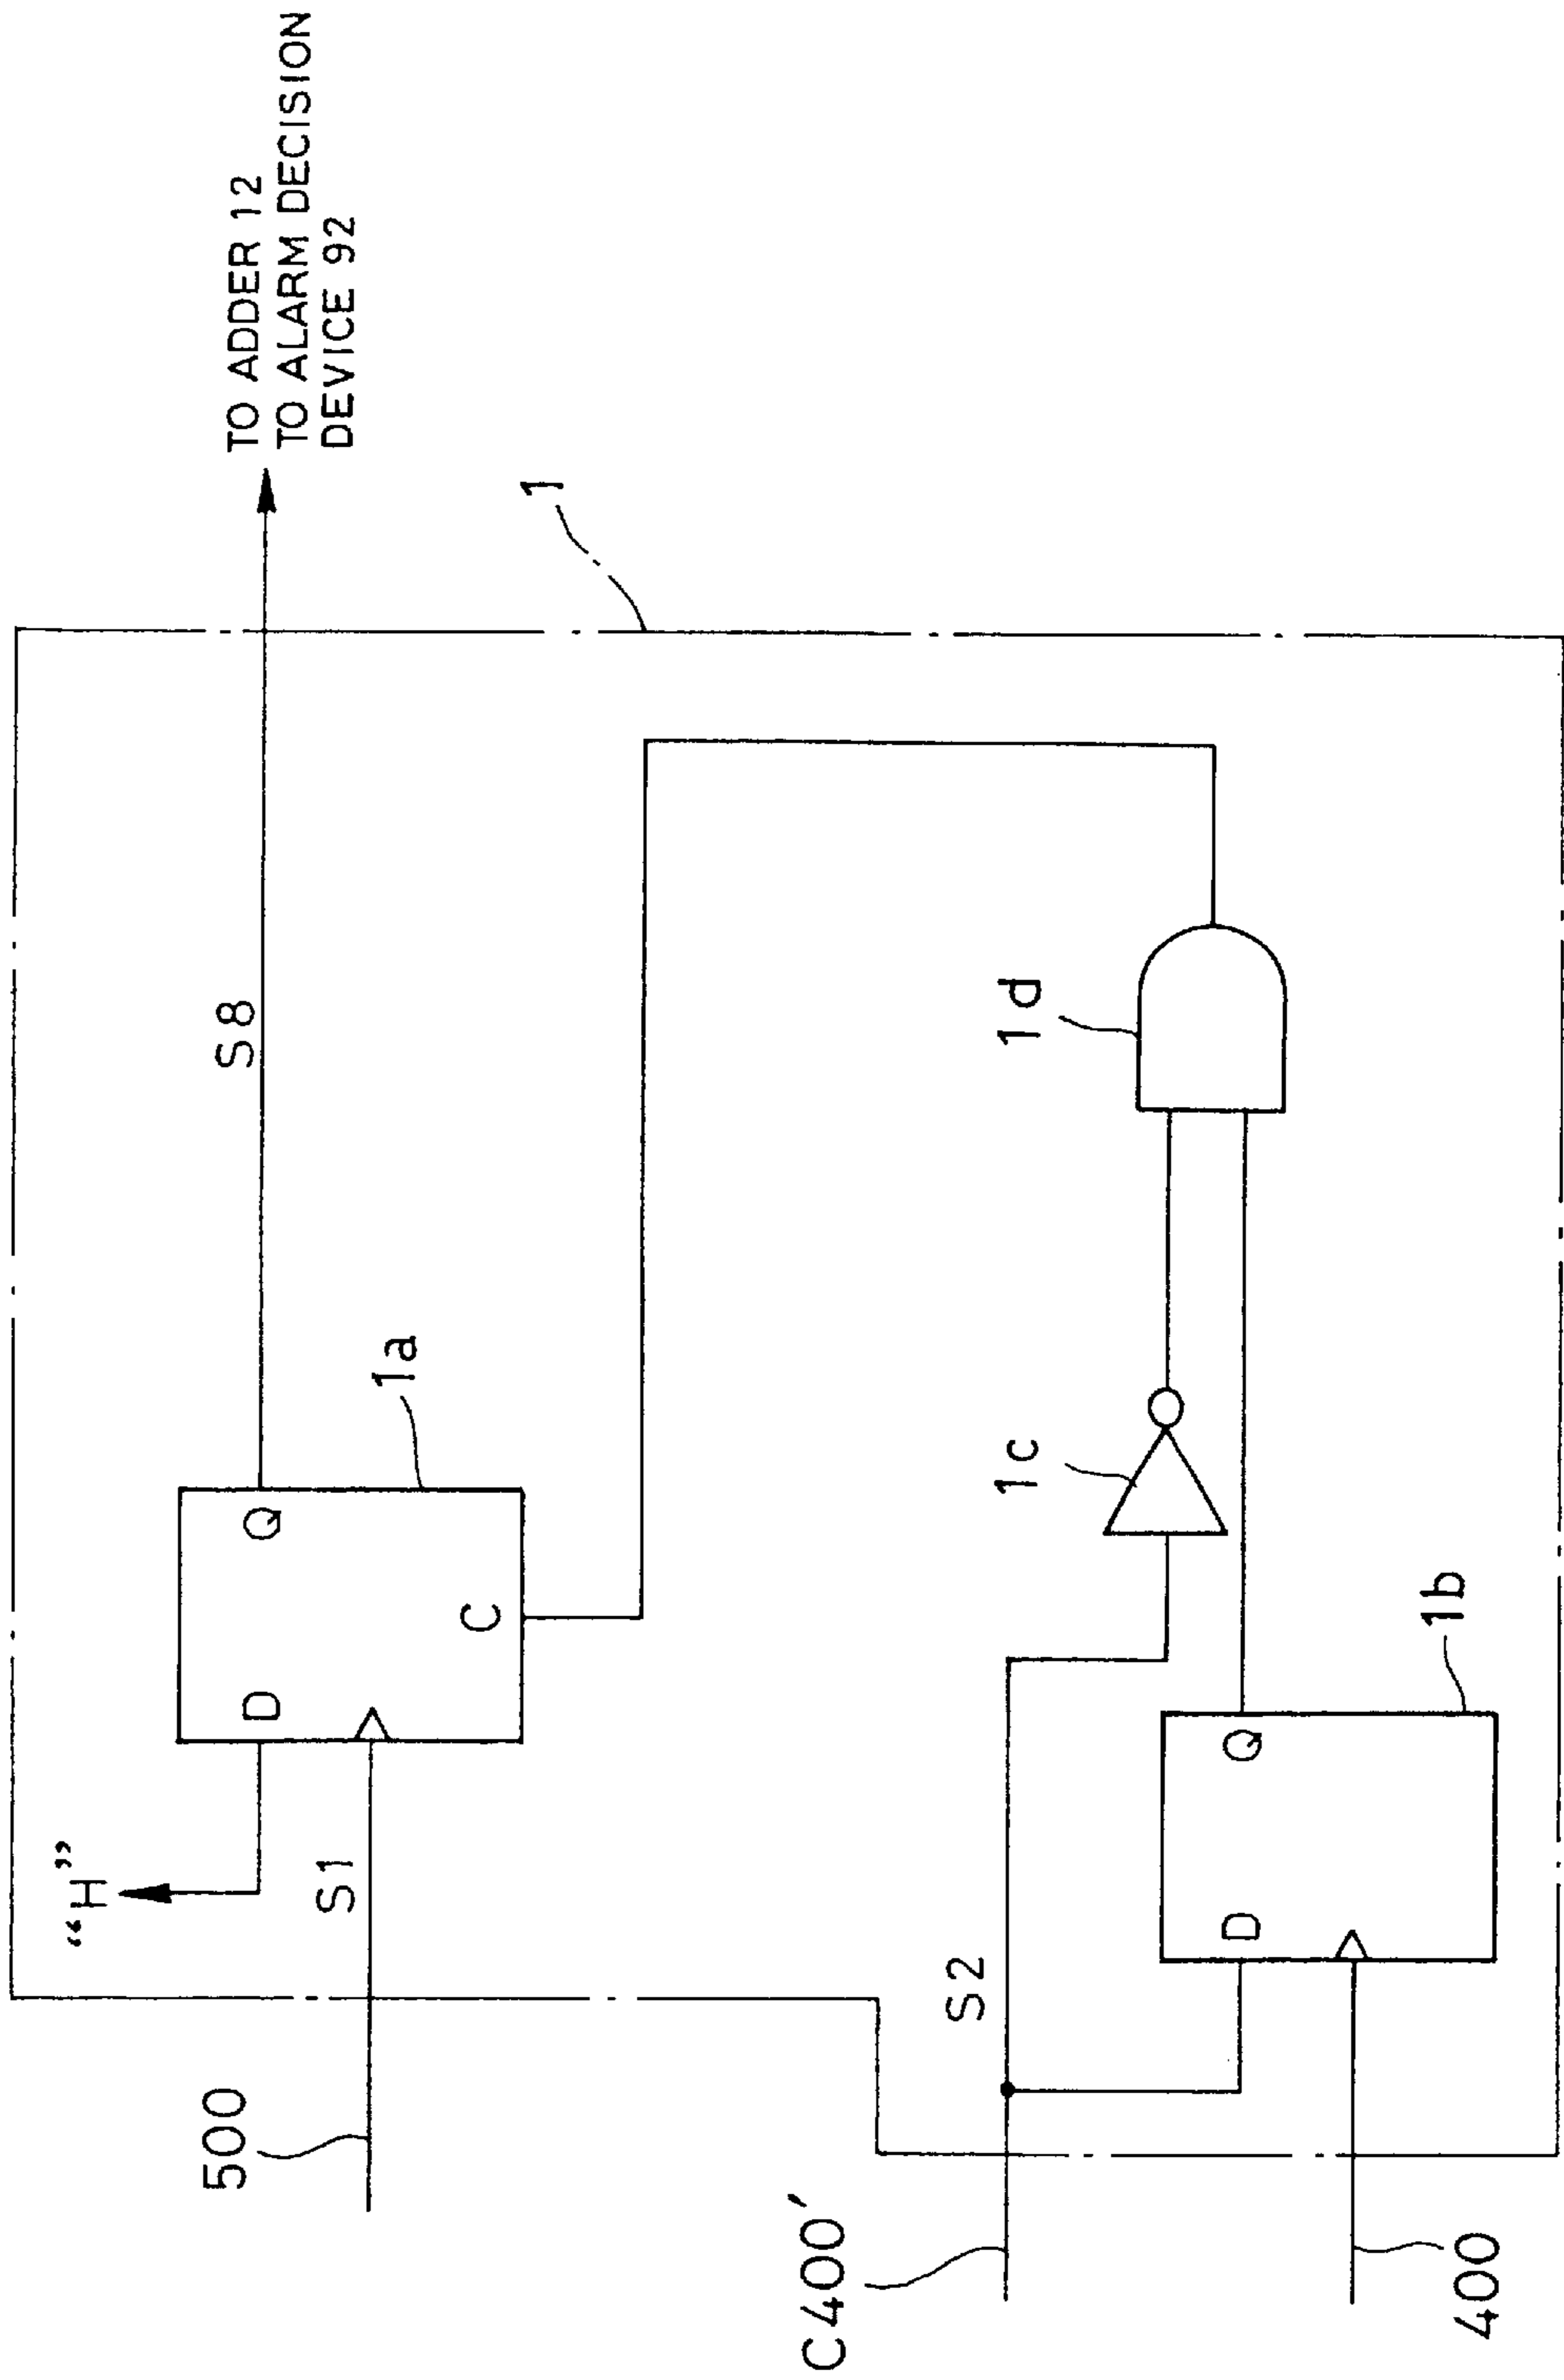 “H”
D
Q
S8
TO ADDER 12
TO ALARM DECISION
DEVICE 92
500
S1
1a
C
1
C400′
S2
1c
1d
D
Q
400
1b